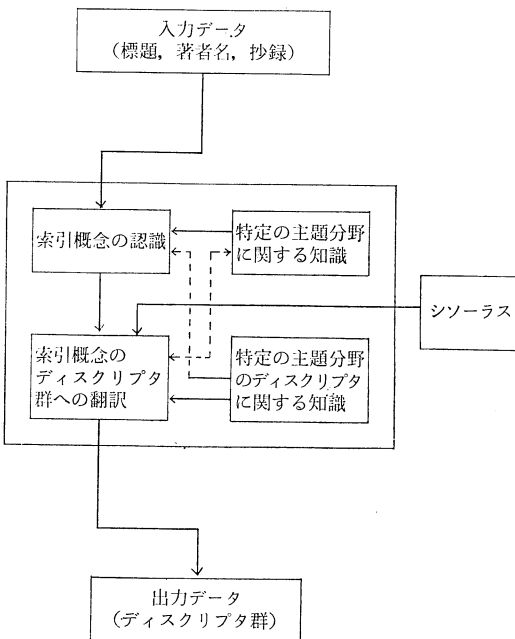 入力データ
(標題, 著者名, 抄録)
索引概念の認識
特定の主題分野
に関する知識
シソーラス
索引概念の
ディスクリプタ
群への翻訳
特定の主題分野
のディスクリプタ
に関する知識
出力データ
(ディスクリプタ群)